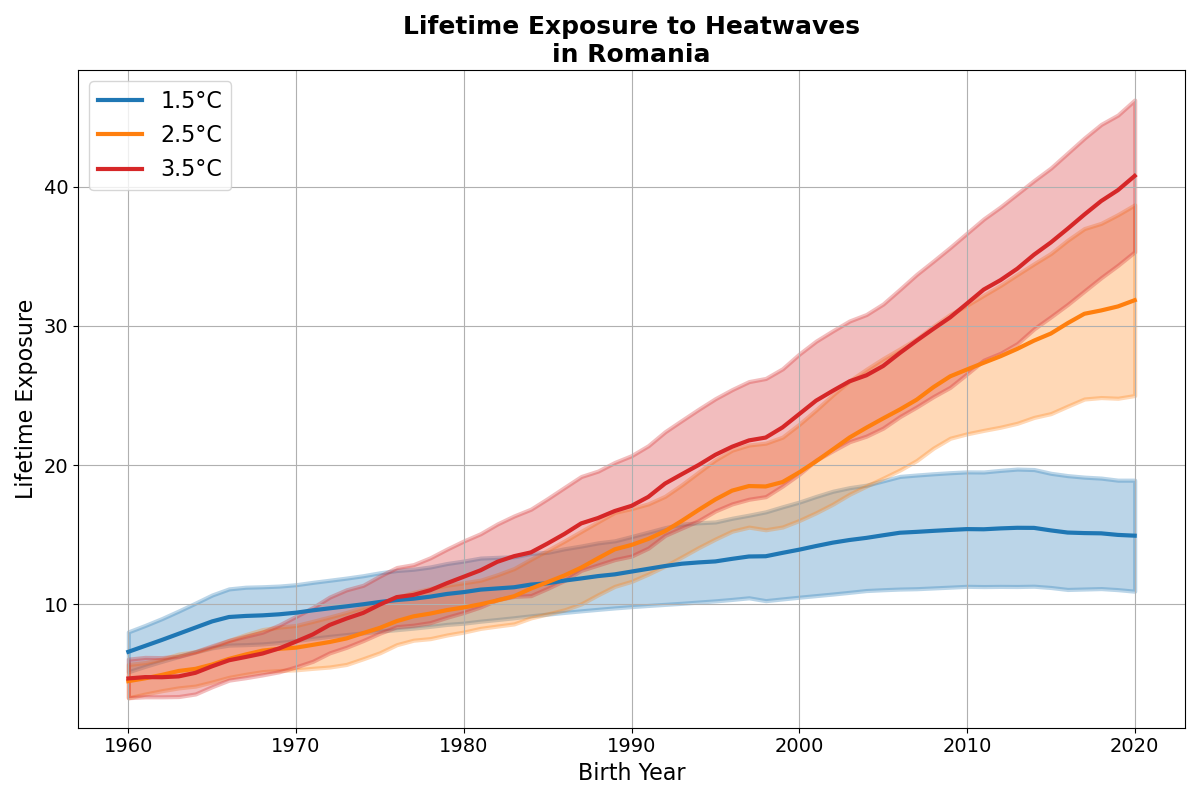 Lifetime Exposure to Heatwaves
in Romania
1.5°C
2.5°C
3.5°C
Lifetime Exposure
40
30
20
10
1960 1970 1980 1990 2000 2010 2020
Birth Year